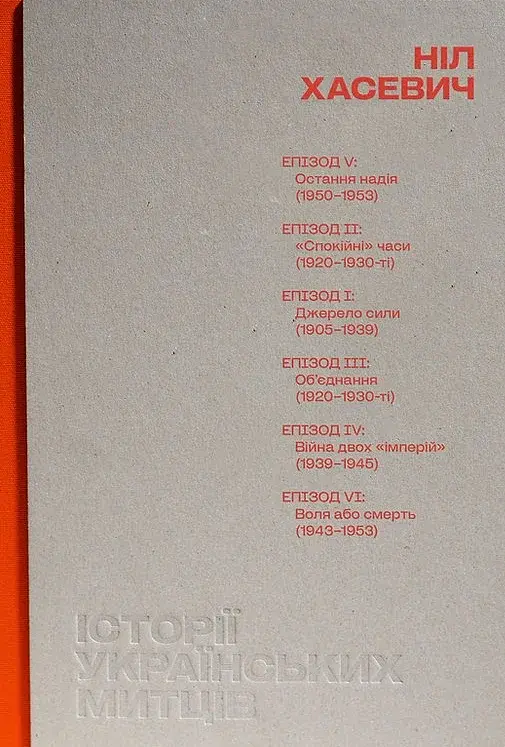 НІЛ
ХАСЕВИЧ
ЕПІЗОД V:
Остання надія
(1950–1953)
ЕПІЗОД II:
«Спокійні» часи
(1920–1930-ті)
ЕПІЗОД I:
Джерело сили
(1905–1939)
ЕПІЗОД III:
Об’єднання
(1920–1930-ті)
ЕПІЗОД IV:
Війна двох «імперій»
(1939–1945)
ЕПІЗОД VI:
Воля або смерть
(1943–1953)
ІСТОРІЇ
УКРАЇНСЬКИХ
МИТЦІВ